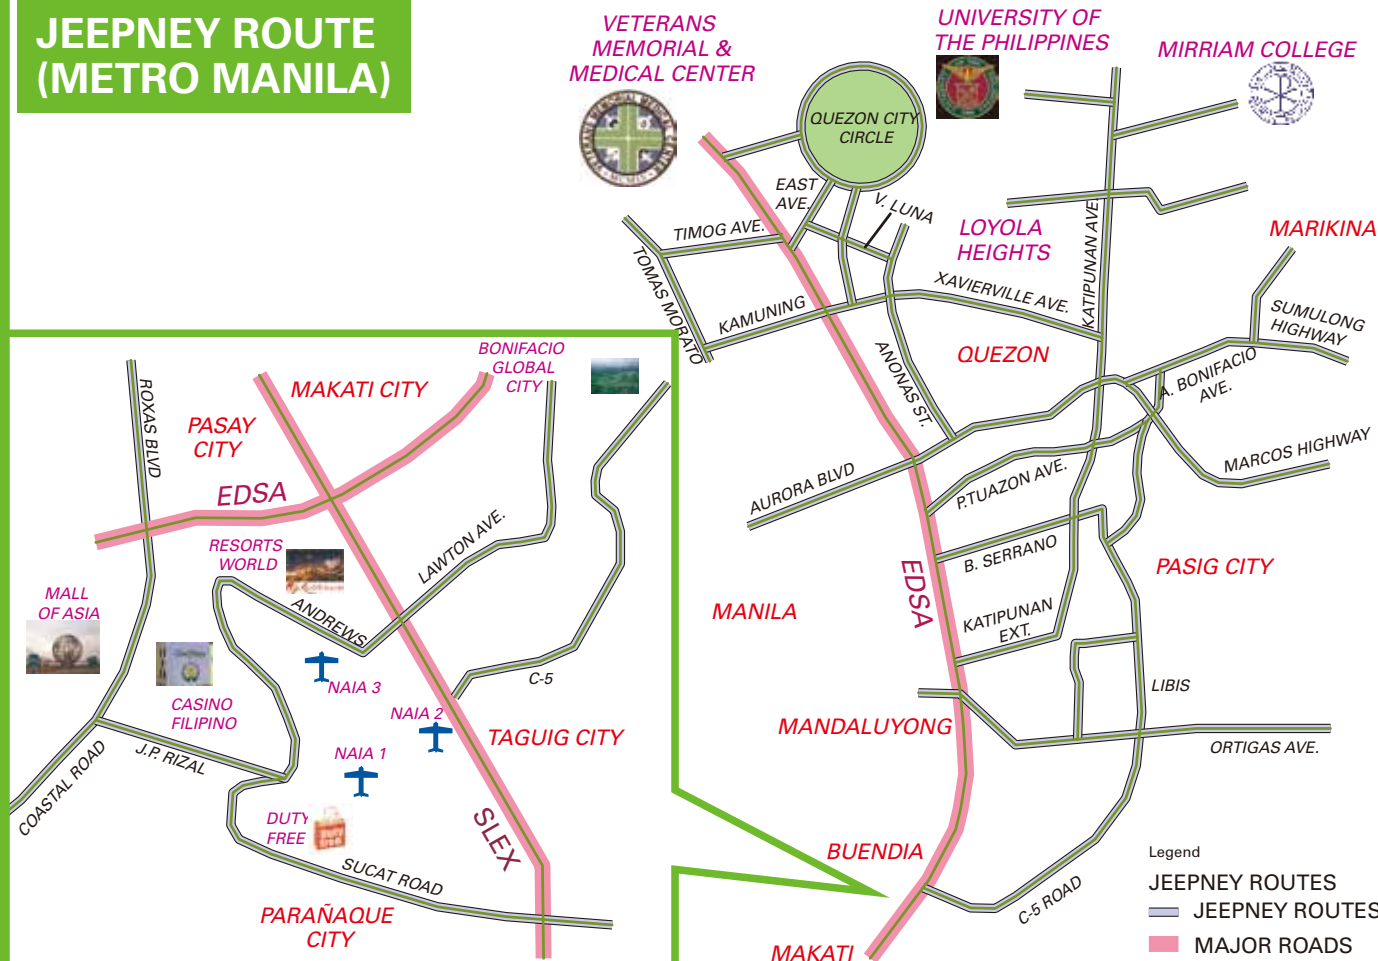 JEEPNEY ROUTE
(METRO MANILA)
VETERANS
MEMORIAL &
MEDICAL CENTER
UNIVERSITY OF
THE PHILIPPINES
MIRRIAM COLLEGE
QUEZON CITY
CIRCLE
EAST
AVE.
V. LUNA
TIMOG AVE.
TOMAS MORATO
KAMUNING
LOYOLA
HEIGHTS
XAVIERVILLE AVE.
KATIPUNAN AVE.
MARIKINA
SUMULONG
HIGHWAY
QUEZON
ANONAS ST.
A. BONIFACIO
AVE.
MARCOS HIGHWAY
AURORA BLVD
P.TUAZON AVE.
B. SERRANO
EDSA
PASIG CITY
MANILA
KATIPUNAN
EXT.
LIBIS
MANDALUYONG
ORTIGAS AVE.
BUENDIA
C-5 ROAD
MAKATI
BONIFACIO
GLOBAL
CITY
MAKATI CITY
ROXAS BLVD
PASAY
CITY
EDSA
RESORTS
WORLD
LAWTON AVE.
MALL
OF ASIA
ANDREWS
NAIA 3
C-5
CASINO
FILIPINO
NAIA 2
TAGUIG CITY
J.P. RIZAL
COASTAL ROAD
NAIA 1
DUTY
FREE
SLEX
SUCAT ROAD
PARAÑAQUE
CITY
Legend
JEEPNEY ROUTES
JEEPNEY ROUTES
MAJOR ROADS